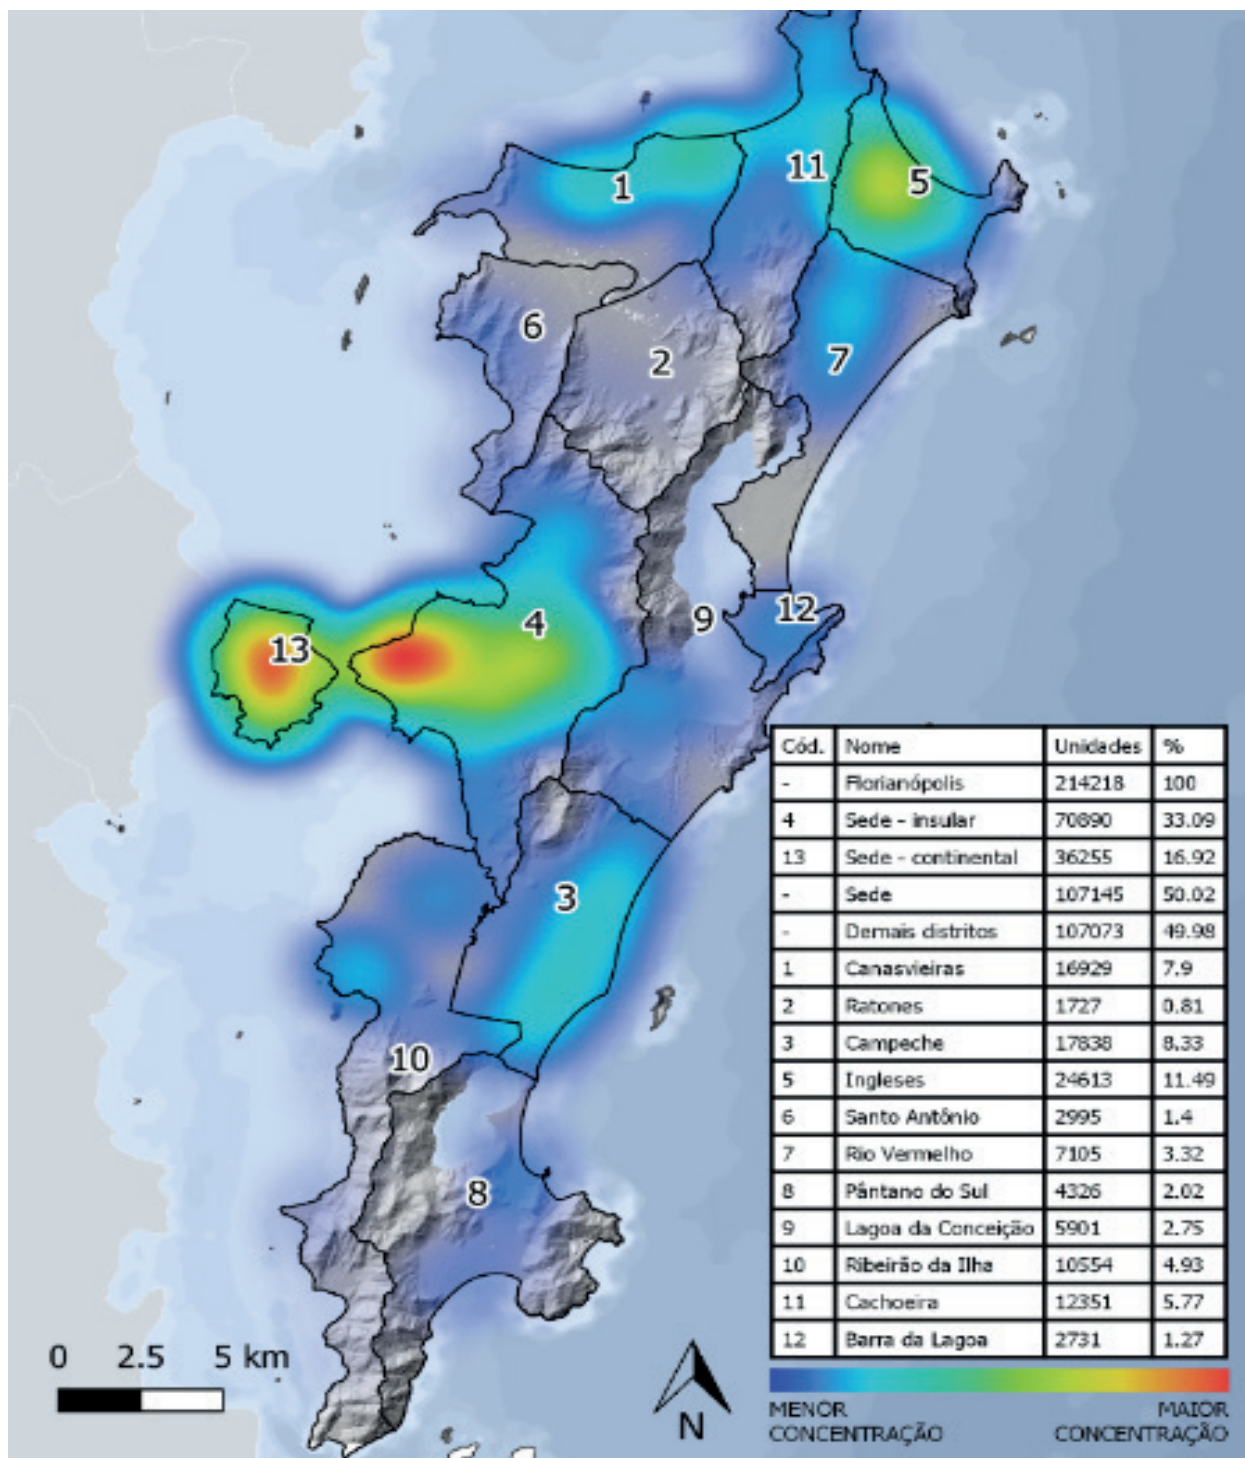 11
5
1
6
2
7
12
9
4
13
3
10
8
Cód. Nome Unidades %
- Florianópolis 214218 100
4 Sede - insular 70890 33.09
13 Sede - continental 36255 16.92
- Sede 107145 50.02
- Demais distritos 107073 49.98
1 Canasvieiras 16929 7.9
2 Ratones 1727 0.81
3 Campeche 17838 8.33
5 Ingleses 24613 11.49
6 Santo Antônio 2995 1.4
7 Rio Vermelho 7105 3.32
8 Pântano do Sul 4326 2.02
9 Lagoa da Conceição 5901 2.75
10 Ribeirão da Ilha 10554 4.93
11 Cachoeira 12351 5.77
12 Barra da Lagoa 2731 1.27
0 2.5 5 km
N
MENOR CONCENTRAÇÃO
MAIOR CONCENTRAÇÃO